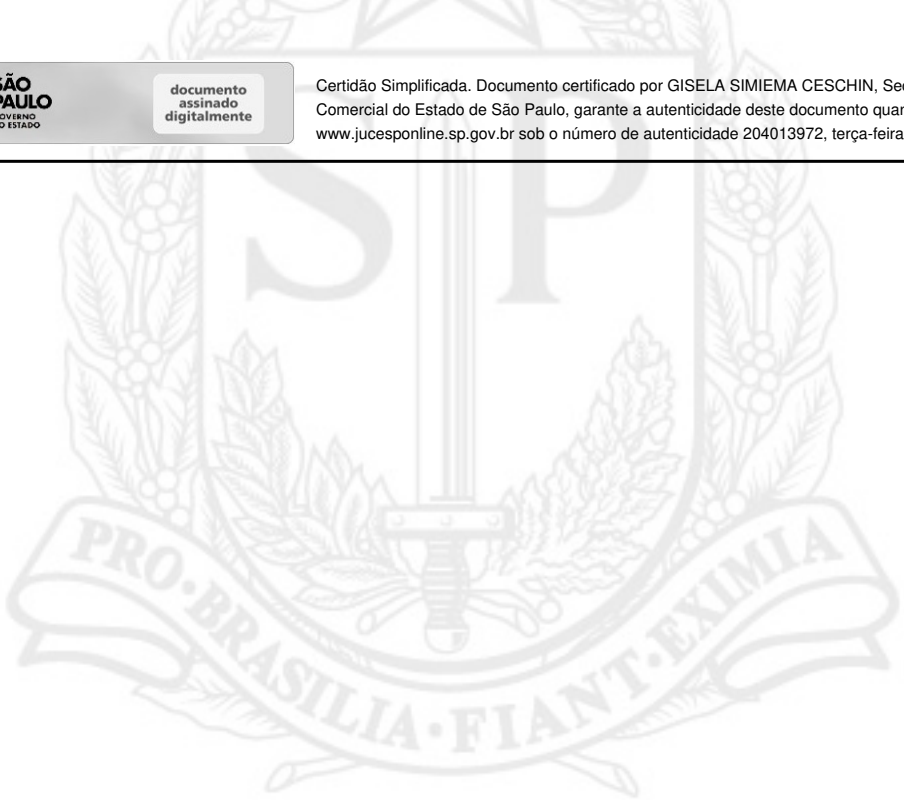 SÃO
PAULO
GOVERNO
DO ESTADO
documento
assinado
digitalmente
Certidão Simplificada. Documento certificado por GISELA SIMIEMA CESCHIN,
Comercial do Estado de São Paulo, garante a autenticidade deste documento
www.jucesponline.sp.gov.br sob o número de autenticidade 204013972, terça-feira
SP
PRO·BRASILIA·FIANT·EXIMIA